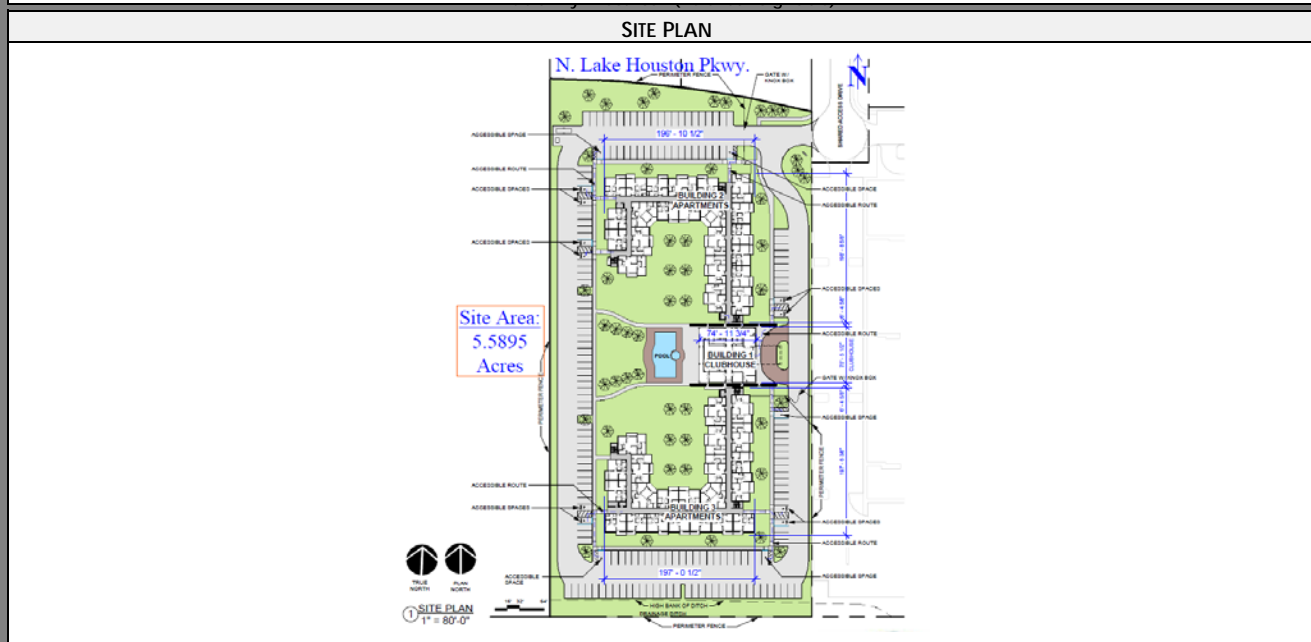 SITE PLAN
N. Lake Houston Pkwy.
PERIMETER FENCE
GATE W/
KNOX BOX
N
SHARED ACCESS DRIVE
196' - 10 1/2"
ACCESSIBLE SPACE
ACCESSIBLE ROUTE
ACCESSIBLE SPACES
ACCESSIBLE SPACE
ACCESSIBLE ROUTE
BUILDING 2
APARTMENTS
ACCESSIBLE SPACES
ACCESSIBLE SPACES
Site Area:
5.5895
Acres
74' - 11 3/4"
ACCESSIBLE ROUTE
POOL
BUILDING 1
CLUBHOUSE
CLUBHOUSE
GATE W/ KNOX BOX
PERIMETER FENCE
ACCESSIBLE SPACE
PERIMETER FENCE
ACCESSIBLE ROUTE
ACCESSIBLE SPACES
BUILDING 3
APARTMENTS
ACCESSIBLE SPACES
ACCESSIBLE ROUTE
ACCESSIBLE
SPACE
197' - 0 1/2"
ACCESSIBLE SPACE
TRUE
NORTH
PLAN
NORTH
HIGH BANK OF DITCH
DRAINAGE DITCH
PERIMETER FENCE
1 SITE PLAN
1" = 80'-0"